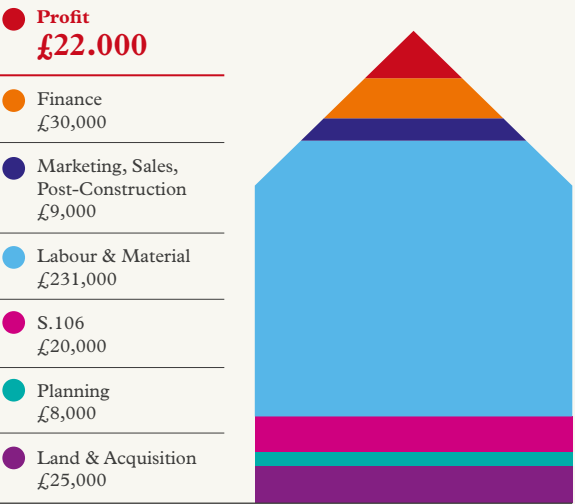 Profit
£22.000
Finance
£30,000
Marketing, Sales,
Post-Construction
£9,000
Labour & Material
£231,000
S.106
£20,000
Planning
£8,000
Land & Acquisition
£25,000